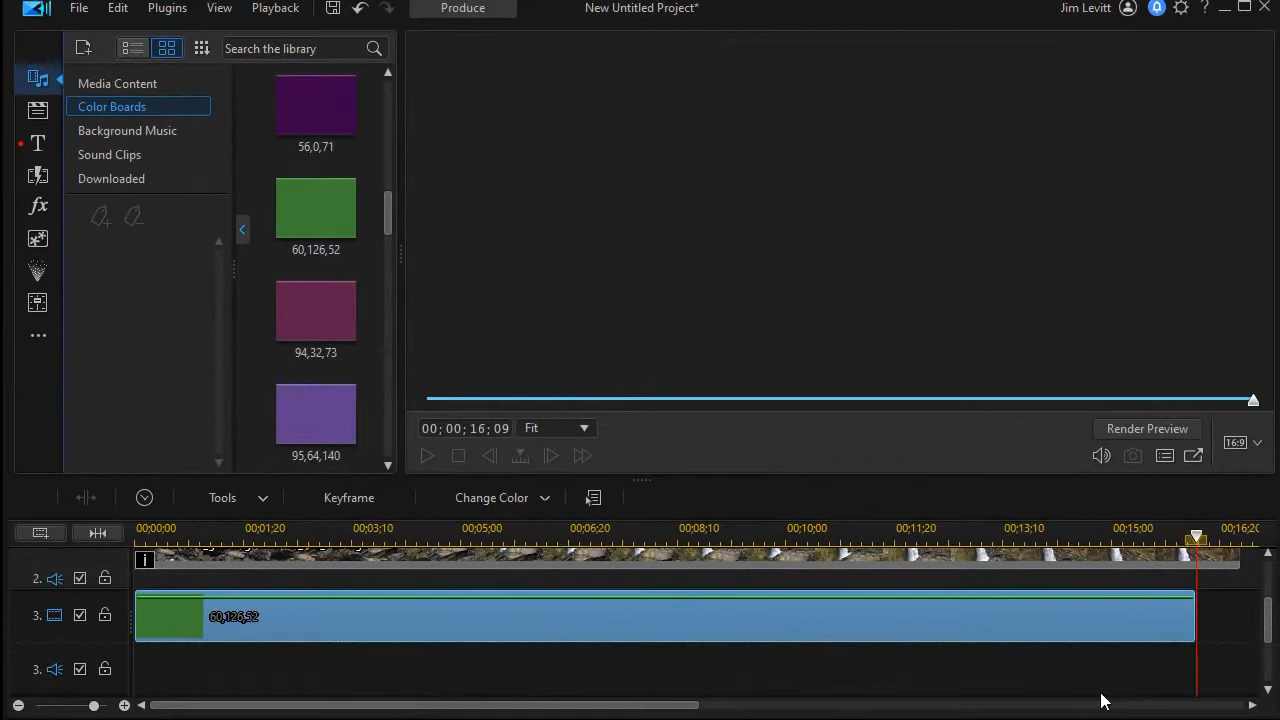 File Edit Plugins View Playback Produce New Untitled Project* Jim Levitt ?
Search the library
Media Content
Color Boards
Background Music
Sound Clips
Downloaded
56,0,71
60,126,52
94,32,73
95,64,140
00; 00; 16; 09 Fit Render Preview 16:9
Tools Keyframe Change Color
00;00;00 00;01;20 00;03;10 00;05;00 00;06;20 00;08;10 00;10;00 00;11;20 00;13;10 00;15;00 00;16;20
i
2.
3. 60,126,52
3.